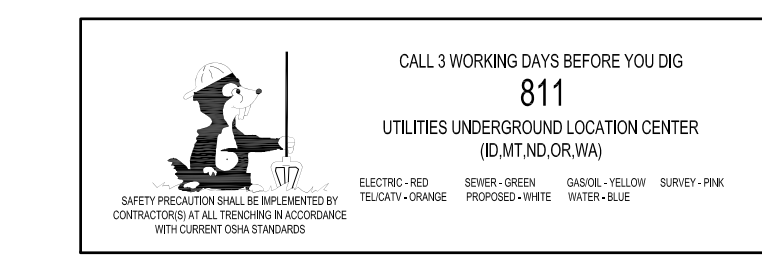 CALL 3 WORKING DAYS BEFORE YOU DIG
811
UTILITIES UNDERGROUND LOCATION CENTER
(ID,MT,ND,OR,WA)
ELECTRIC - RED SEWER - GREEN GAS/OIL - YELLOW SURVEY - PINK
TEL/CATV - ORANGE PROPOSED - WHITE WATER - BLUE
SAFETY PRECAUTION SHALL BE IMPLEMENTED BY
CONTRACTOR(S) AT ALL TRENCHING IN ACCORDANCE
WITH CURRENT OSHA STANDARDS